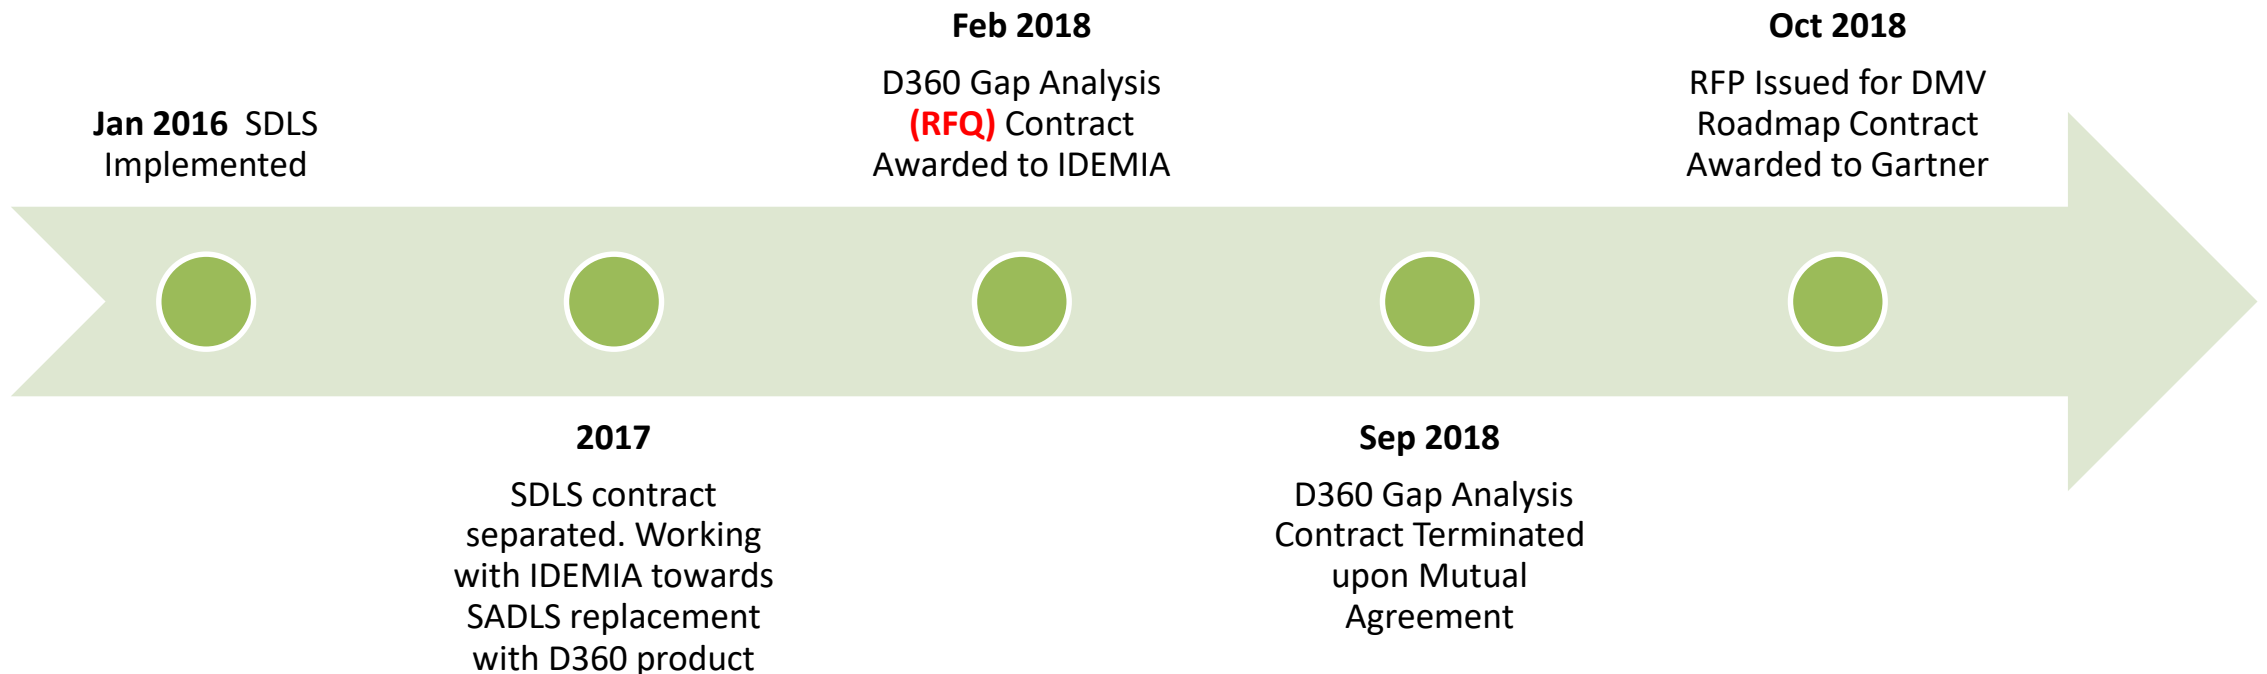 Jan 2016  SDLS
Implemented
2017
SDLS contract
separated. Working
with IDEMIA towards
SADLS replacement
with D360 product
Feb 2018
D360 Gap Analysis
(RFQ) Contract
Awarded to IDEMIA
Sep 2018
D360 Gap Analysis
Contract Terminated
upon Mutual
Agreement
Oct 2018
RFP Issued for DMV
Roadmap Contract
Awarded to Gartner